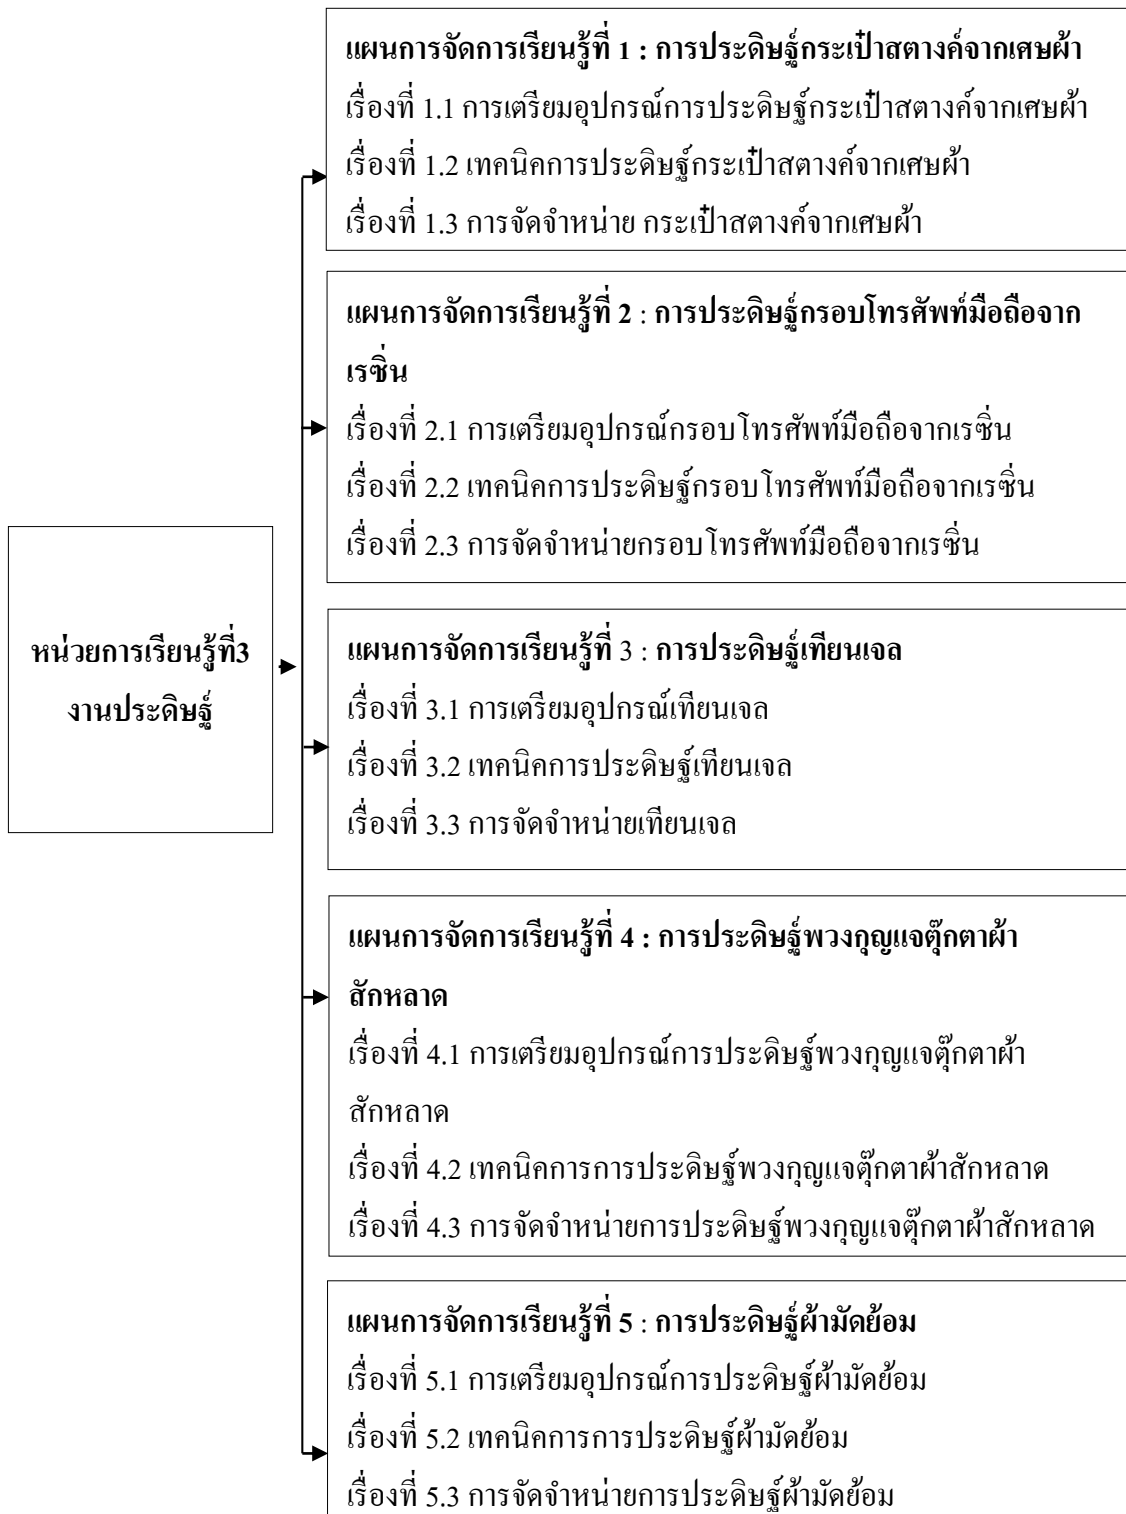 แผนการจัดการเรียนรู้ที่ 1 : การประดิษฐ์กระเป๋าสตางค์จากเศษผ้า
เรื่องที่ 1.1 การเตรียมอุปกรณ์การประดิษฐ์กระเป๋าสตางค์จากเศษผ้า
เรื่องที่ 1.2 เทคนิคการประดิษฐ์กระเป๋าสตางค์จากเศษผ้า
เรื่องที่ 1.3 การจัดจำหน่าย กระเป๋าสตางค์จากเศษผ้า
แผนการจัดการเรียนรู้ที่ 2 : การประดิษฐ์กรอบโทรศัพท์มือถือจาก
เรซิ่น
เรื่องที่ 2.1 การเตรียมอุปกรณ์กรอบโทรศัพท์มือถือจากเรซิ่น
เรื่องที่ 2.2 เทคนิคการประดิษฐ์กรอบโทรศัพท์มือถือจากเรซิ่น
เรื่องที่ 2.3 การจัดจำหน่ายกรอบโทรศัพท์มือถือจากเรซิ่น
หน่วยการเรียนรู้ที่3
งานประดิษฐ์
แผนการจัดการเรียนรู้ที่ 3 : การประดิษฐ์เทียนเจล
เรื่องที่ 3.1 การเตรียมอุปกรณ์เทียนเจล
เรื่องที่ 3.2 เทคนิคการประดิษฐ์เทียนเจล
เรื่องที่ 3.3 การจัดจำหน่ายเทียนเจล
แผนการจัดการเรียนรู้ที่ 4 : การประดิษฐ์พวงกุญแจตุ๊กตาผ้า
สักหลาด
เรื่องที่ 4.1 การเตรียมอุปกรณ์การประดิษฐ์พวงกุญแจตุ๊กตาผ้า
สักหลาด
เรื่องที่ 4.2 เทคนิคการการประดิษฐ์พวงกุญแจตุ๊กตาผ้าสักหลาด
เรื่องที่ 4.3 การจัดจำหน่ายการประดิษฐ์พวงกุญแจตุ๊กตาผ้าสักหลาด
แผนการจัดการเรียนรู้ที่ 5 : การประดิษฐ์ผ้ามัดย้อม
เรื่องที่ 5.1 การเตรียมอุปกรณ์การประดิษฐ์ผ้ามัดย้อม
เรื่องที่ 5.2 เทคนิคการการประดิษฐ์ผ้ามัดย้อม
เรื่องที่ 5.3 การจัดจำหน่ายการประดิษฐ์ผ้ามัดย้อม